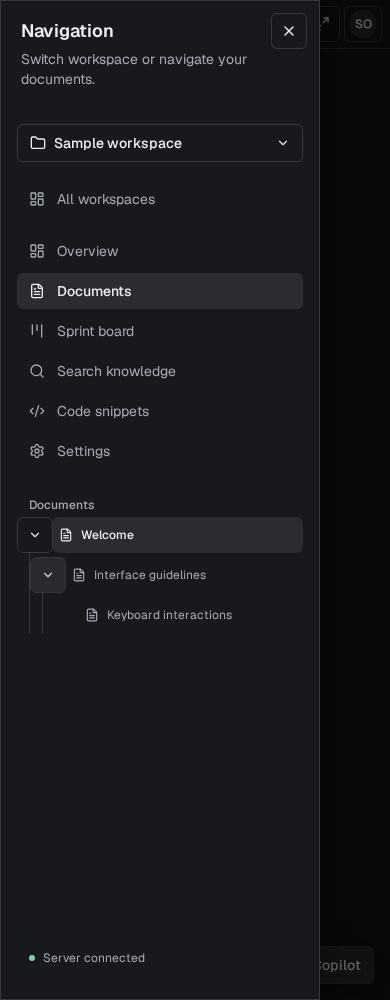 Navigation
SO
Switch workspace or navigate your
documents.
Sample workspace
All workspaces
Overview
Documents
Sprint board
Search knowledge
Code snippets
Settings
Documents
Welcome
Interface guidelines
Keyboard interactions
Server connected
Copilot